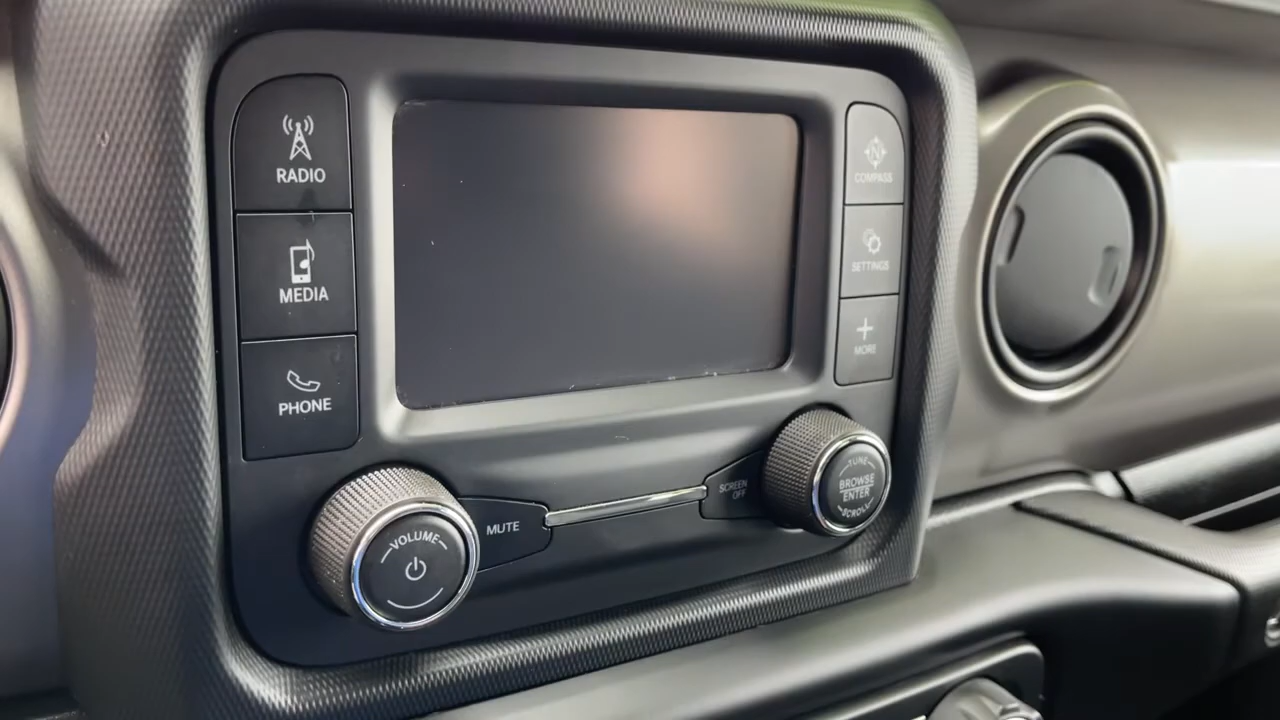 RADIO
MEDIA
PHONE
N
COMPASS
SETTINGS
MORE
VOLUME
MUTE
SCREEN
OFF
TUNE
BROWSE
ENTER
SCROLL